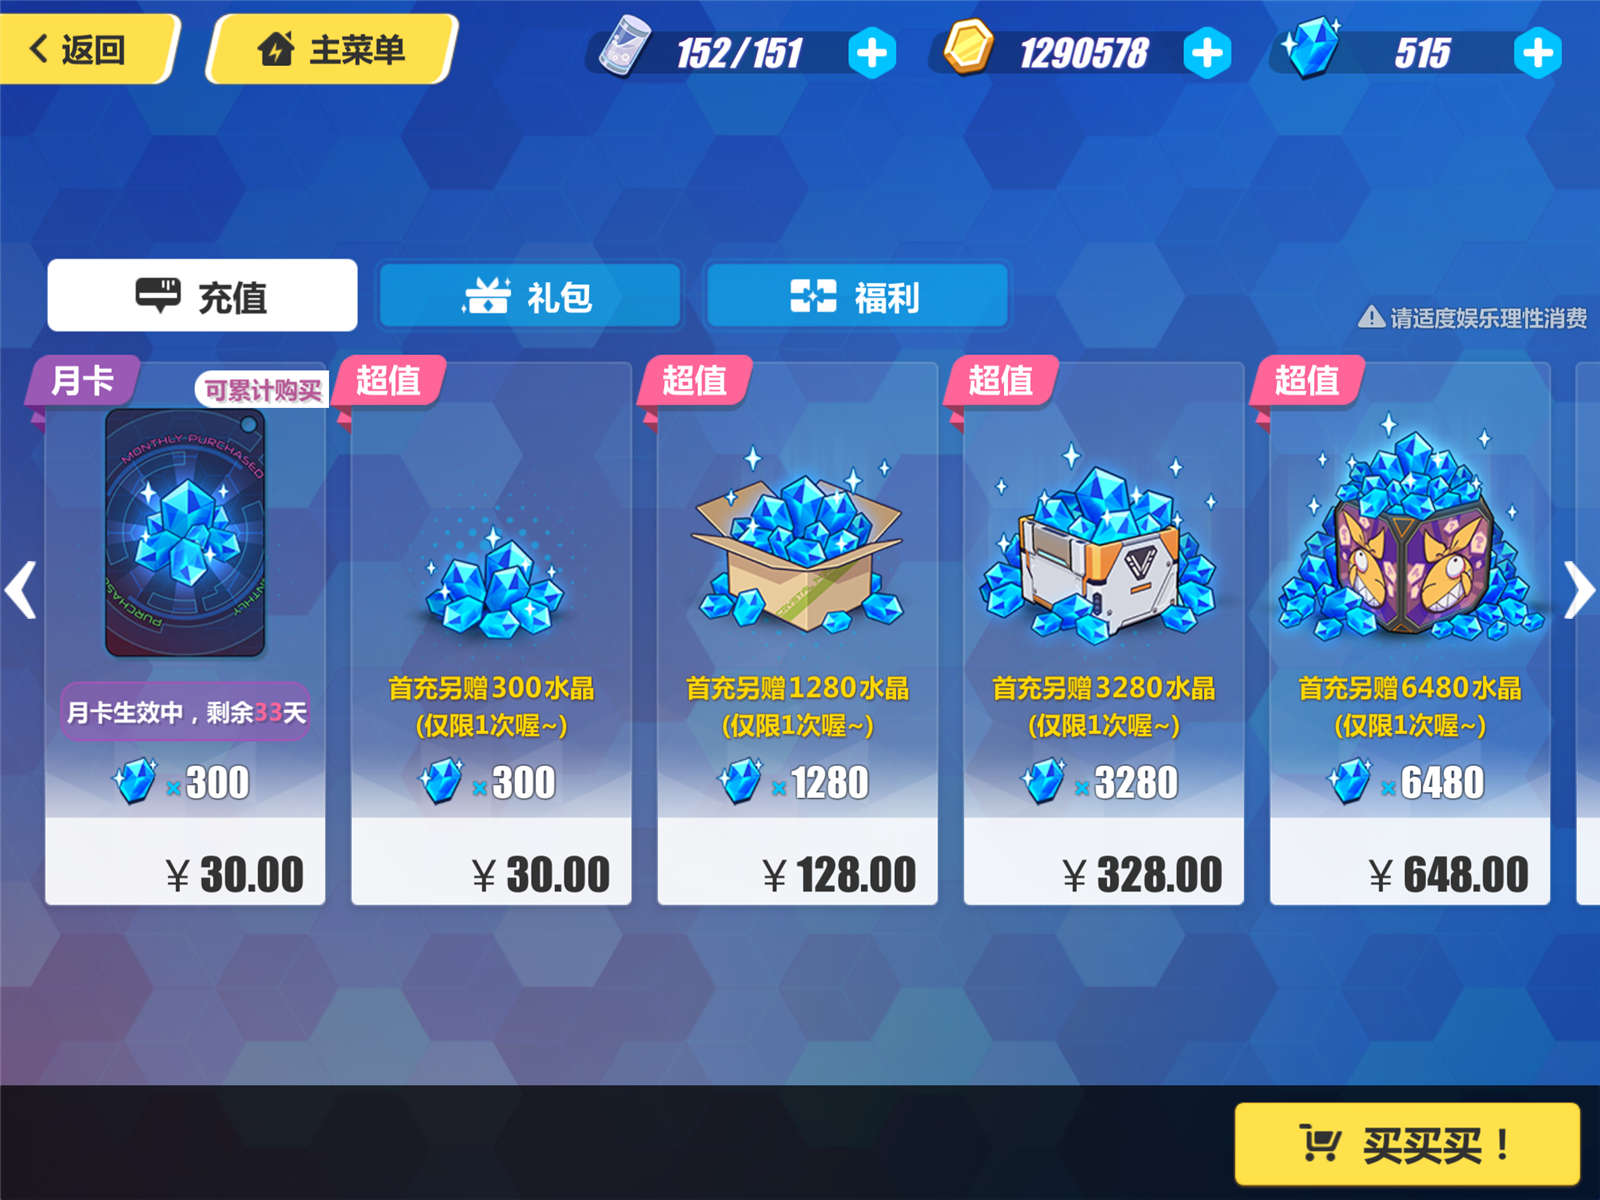 返回
主菜单
152/151
1290578
515
充值
礼包
福利
请适度娱乐理性消费
月卡
可累计购买
MONTHLY PURCHASED
月卡生效中，剩余33天
×300
¥ 30.00
超值
首充另赠300水晶
(仅限1次喔~)
×300
¥ 30.00
超值
首充另赠1280水晶
(仅限1次喔~)
×1280
¥ 128.00
超值
首充另赠3280水晶
(仅限1次喔~)
×3280
¥ 328.00
超值
首充另赠6480水晶
(仅限1次喔~)
×6480
¥ 648.00
买买买！